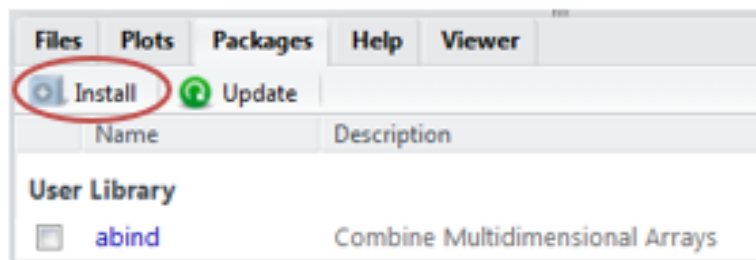 Files Plots Packages Help Viewer
Install Update
Name Description
User Library
abind Combine Multidimensional Arrays